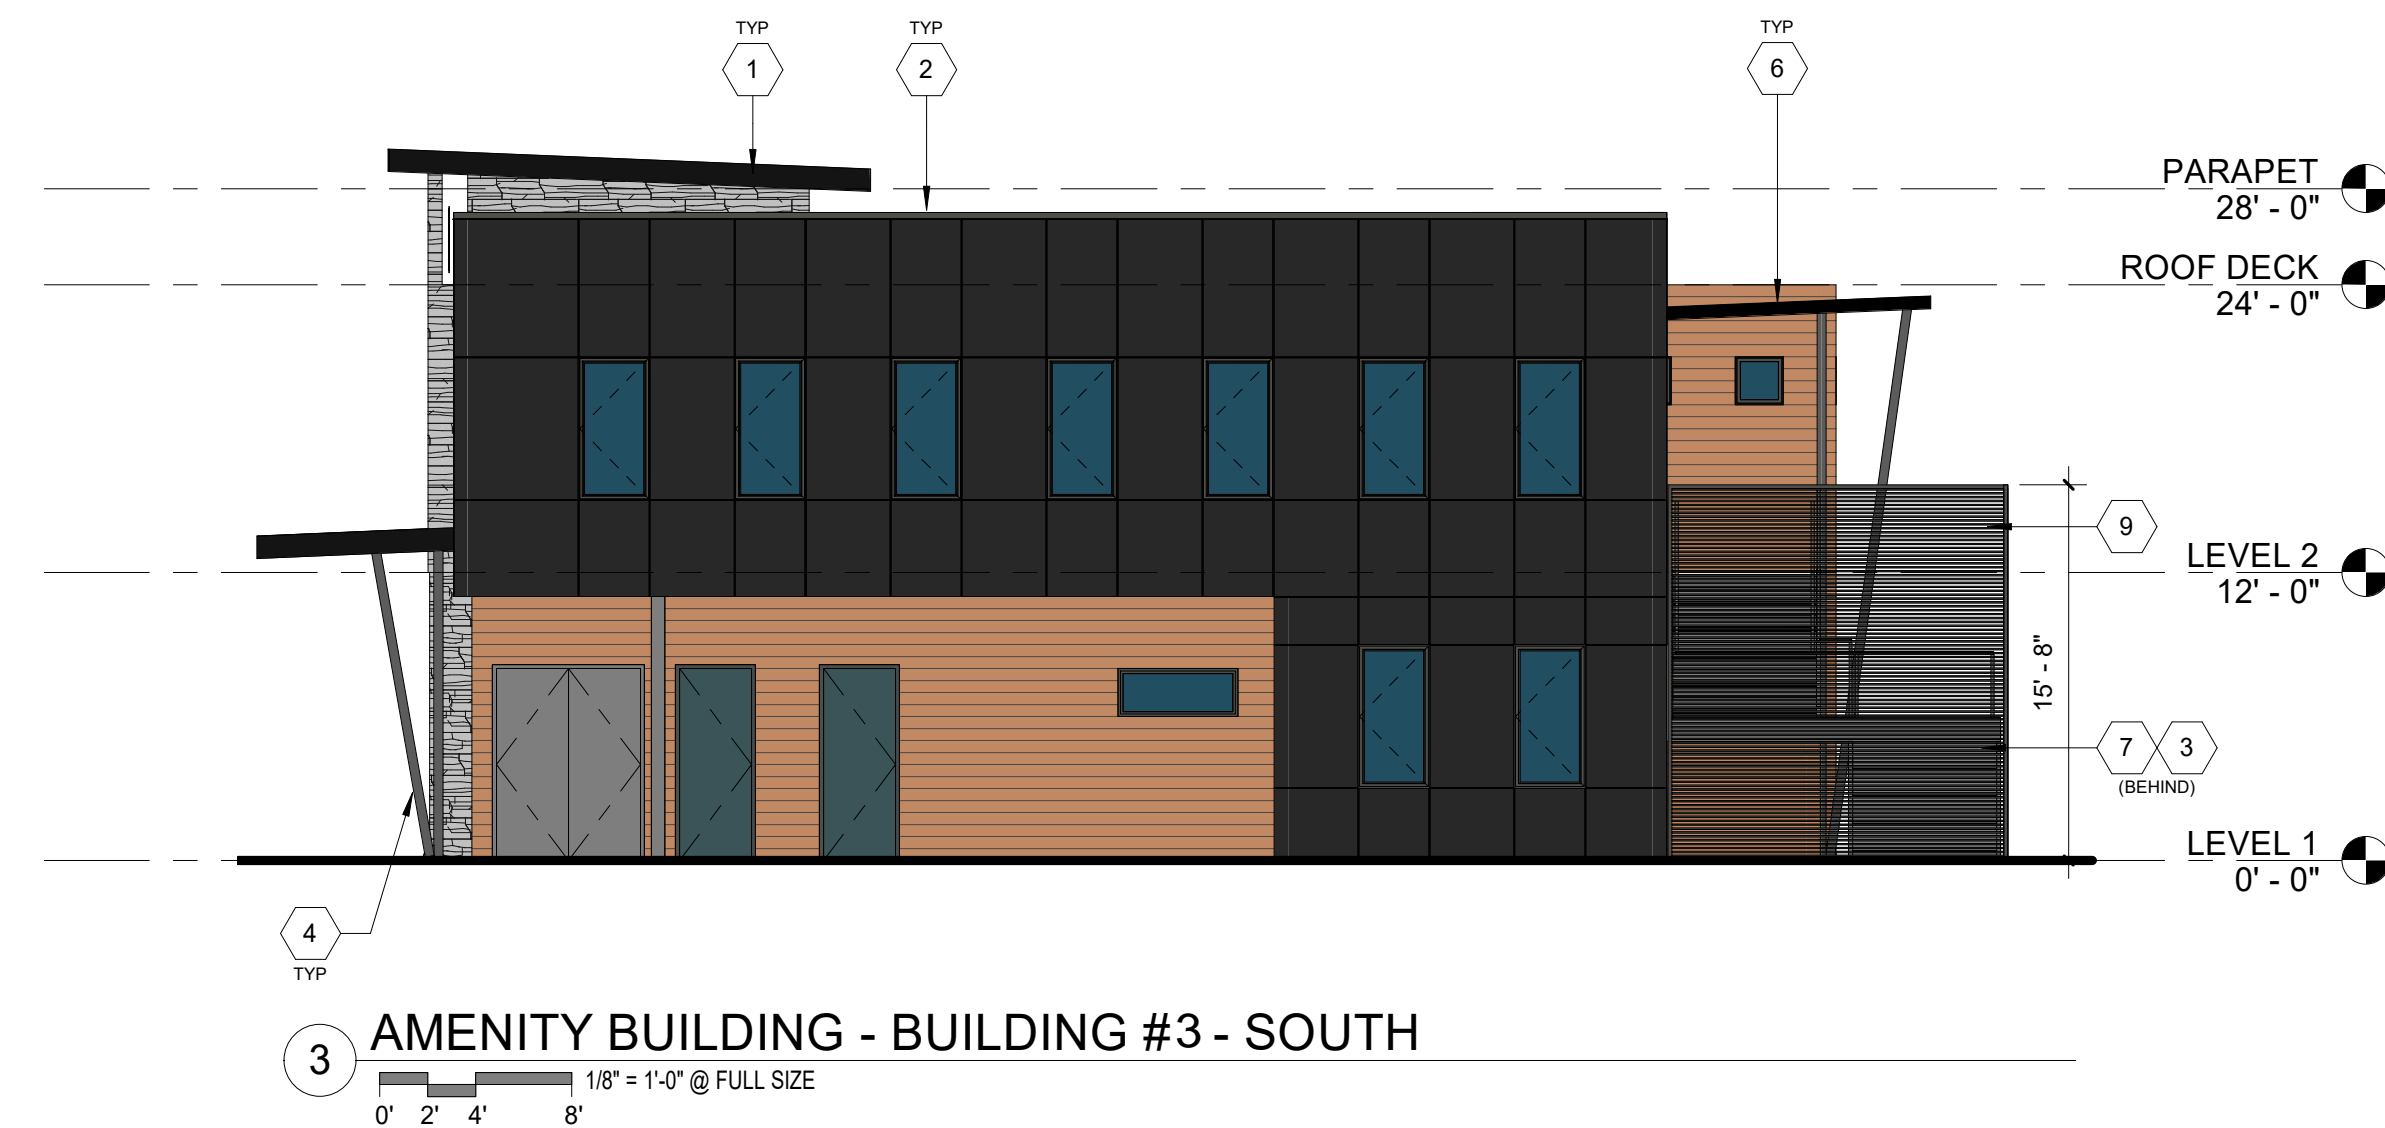 TYP
1
TYP
2
TYP
6
PARAPET
28' - 0"
ROOF DECK
24' - 0"
9
LEVEL 2
12' - 0"
15' - 8"
7
3
(BEHIND)
LEVEL 1
0' - 0"
4
TYP
3
AMENITY BUILDING - BUILDING #3 - SOUTH
1/8" = 1'-0" @ FULL SIZE
0' 2' 4' 8'